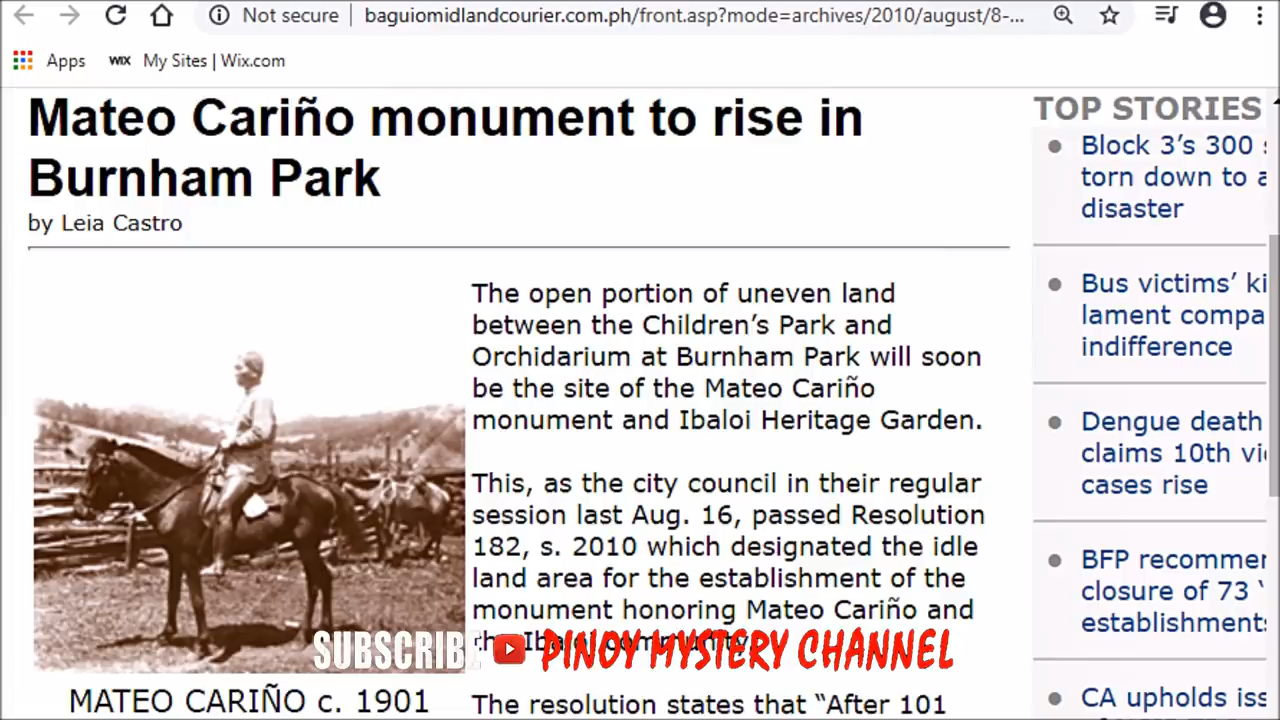 Not secure baguiomidlandcourier.com.ph/front.asp?mode=archives/2010/august/8-...
Apps WIX My Sites | Wix.com
Mateo Cariño monument to rise in
Burnham Park
by Leia Castro
The open portion of uneven land
between the Children’s Park and
Orchidarium at Burnham Park will soon
be the site of the Mateo Cariño
monument and Ibaloi Heritage Garden.
This, as the city council in their regular
session last Aug. 16, passed Resolution
182, s. 2010 which designated the idle
land area for the establishment of the
monument honoring Mateo Cariño and
the Ibaloi community.
The resolution states that “After 101
MATEO CARIÑO c. 1901
SUBSCRIBE PINOY MYSTERY CHANNEL
TOP STORIES
Block 3’s 300
torn down to a
disaster
Bus victims’ ki
lament compa
indifference
Dengue death
claims 10th vi
cases rise
BFP recommer
closure of 73 ‘
establishments
CA upholds iss